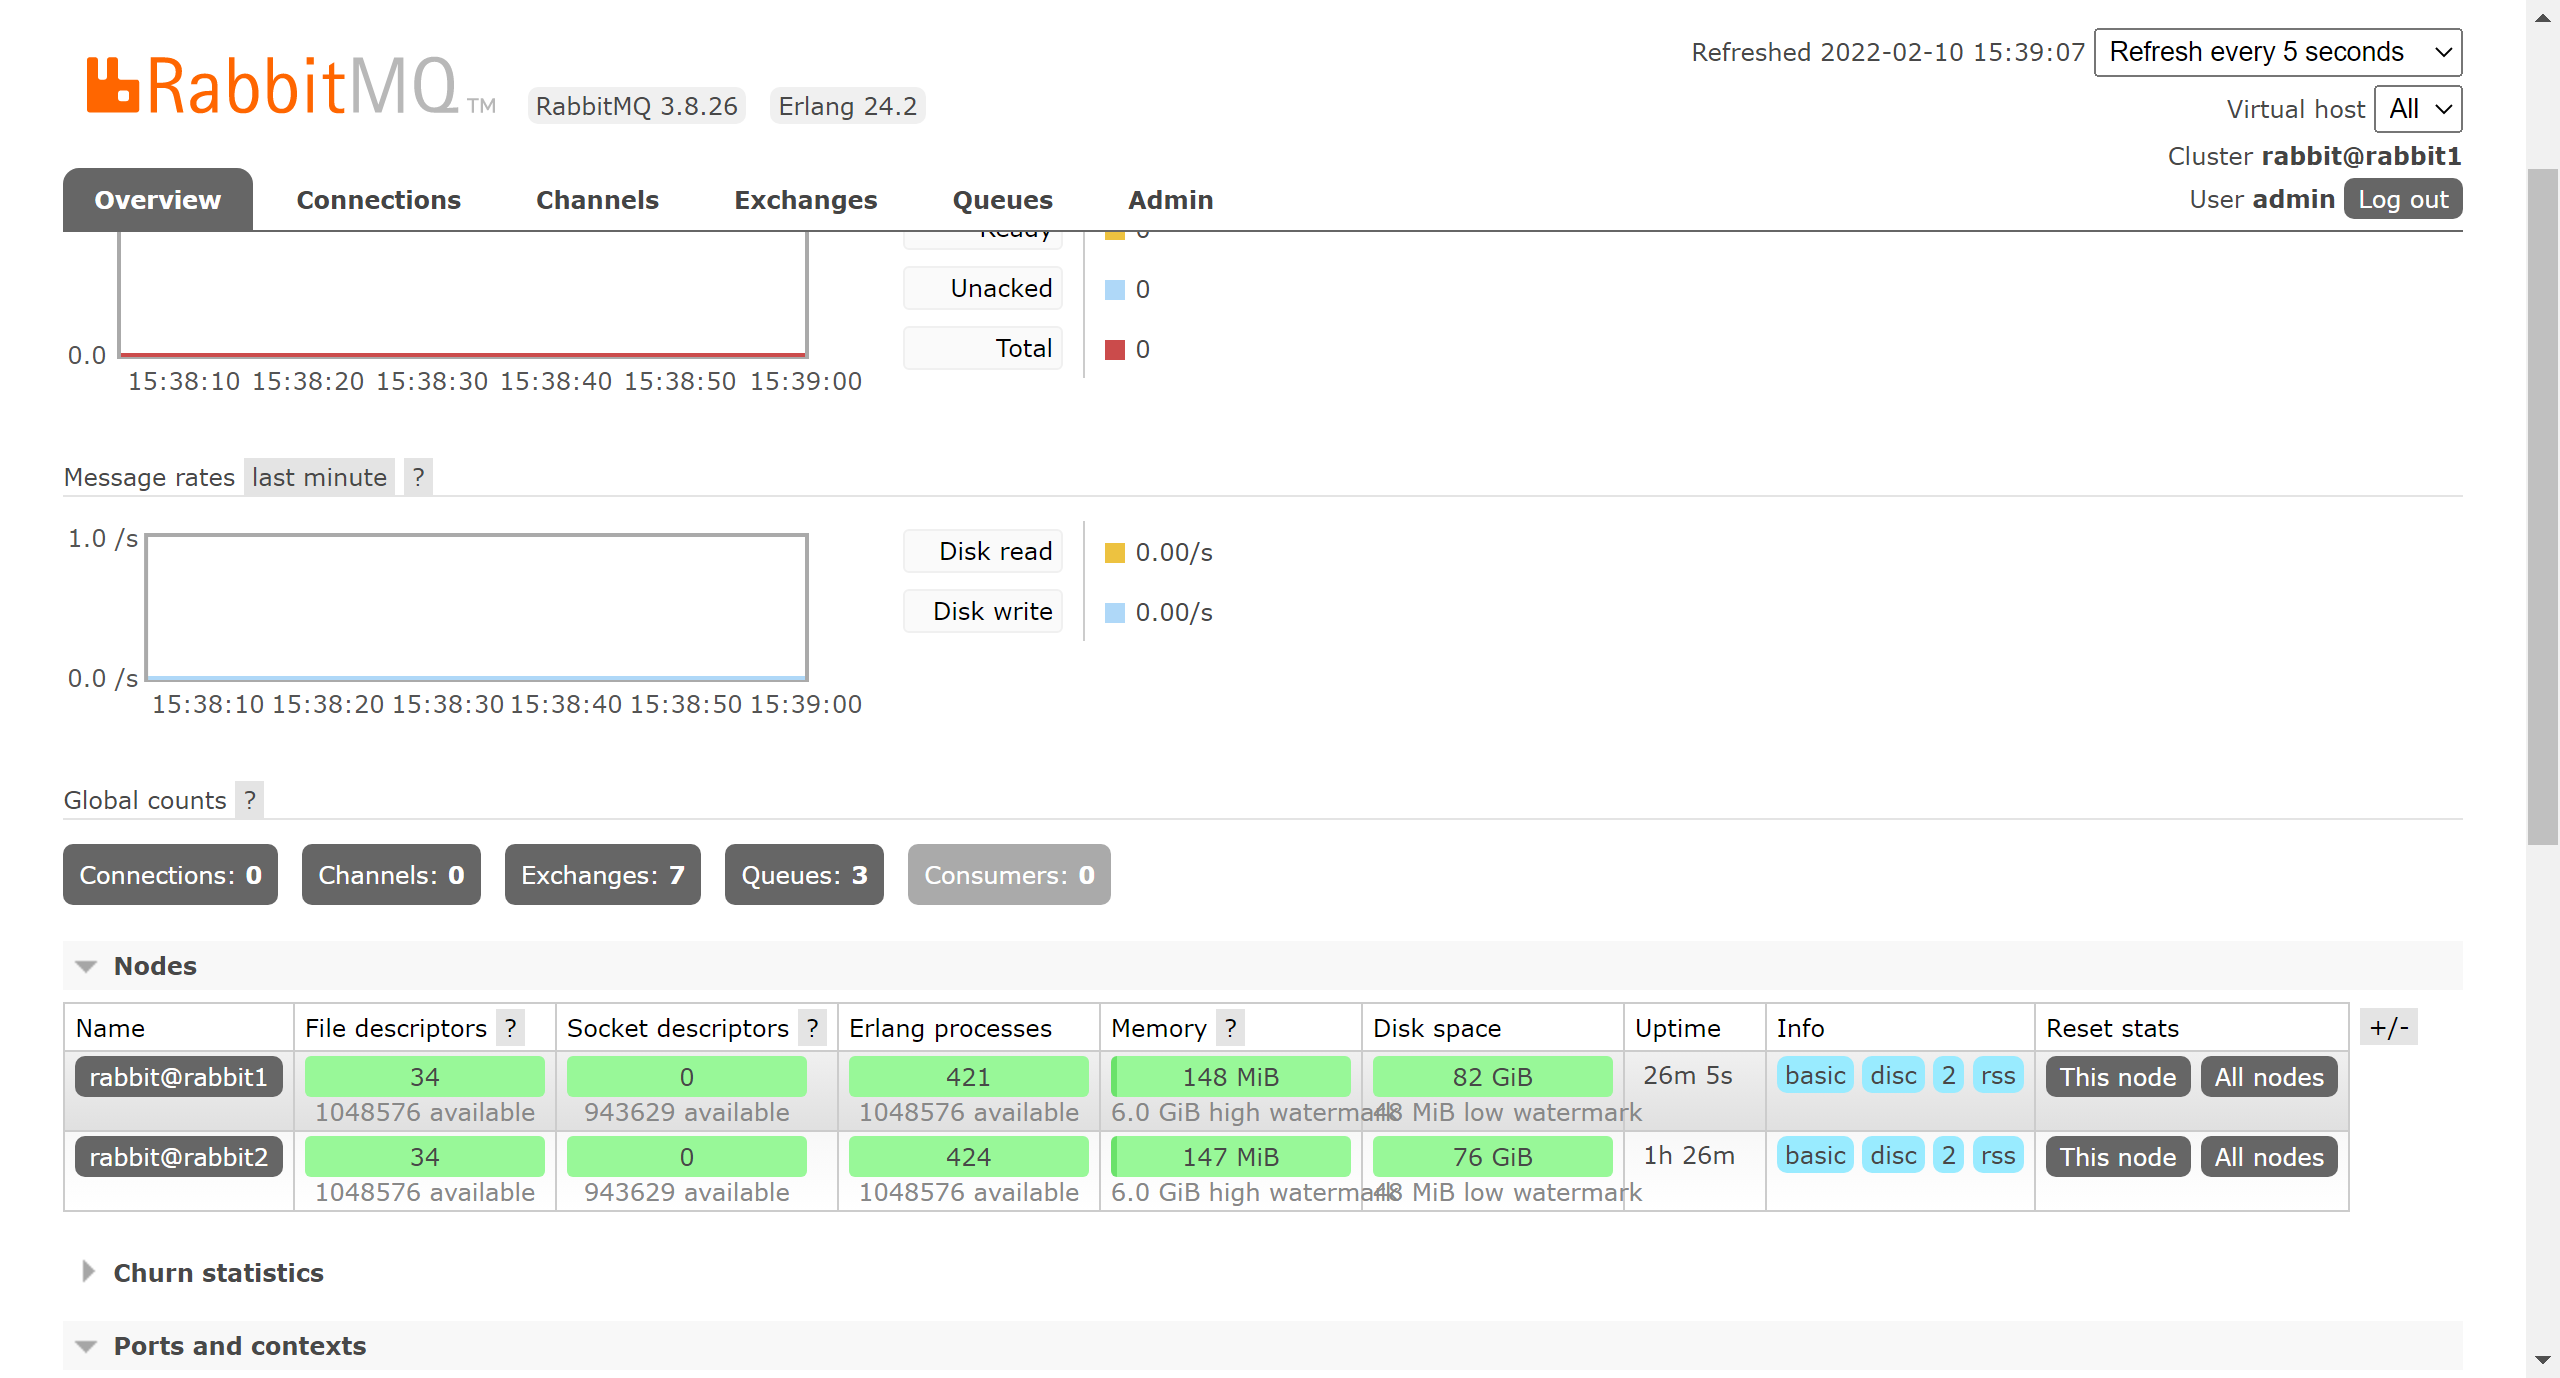 Refreshed 2022-02-10 15:39:07 Refresh every 5 seconds
RabbitMQ TM RabbitMQ 3.8.26 Erlang 24.2
Virtual host All
Cluster rabbit@rabbit1
User admin Log out
Overview Connections Channels Exchanges Queues Admin
Ready 0
Unacked 0
Total 0
0.0
15:38:10 15:38:20 15:38:30 15:38:40 15:38:50 15:39:00
Message rates last minute ?
1.0 /s
Disk read 0.00/s
Disk write 0.00/s
0.0 /s
15:38:10 15:38:20 15:38:30 15:38:40 15:38:50 15:39:00
Global counts ?
Connections: 0 Channels: 0 Exchanges: 7 Queues: 3 Consumers: 0
Nodes
Name File descriptors ? Socket descriptors ? Erlang processes Memory ? Disk space Uptime Info Reset stats +/-
rabbit@rabbit1 34 0 421 148 MiB 82 GiB 26m 5s basic disc 2 rss This node All nodes
1048576 available 943629 available 1048576 available 6.0 GiB high watermark 48 MiB low watermark
rabbit@rabbit2 34 0 424 147 MiB 76 GiB 1h 26m basic disc 2 rss This node All nodes
1048576 available 943629 available 1048576 available 6.0 GiB high watermark 48 MiB low watermark
Churn statistics
Ports and contexts